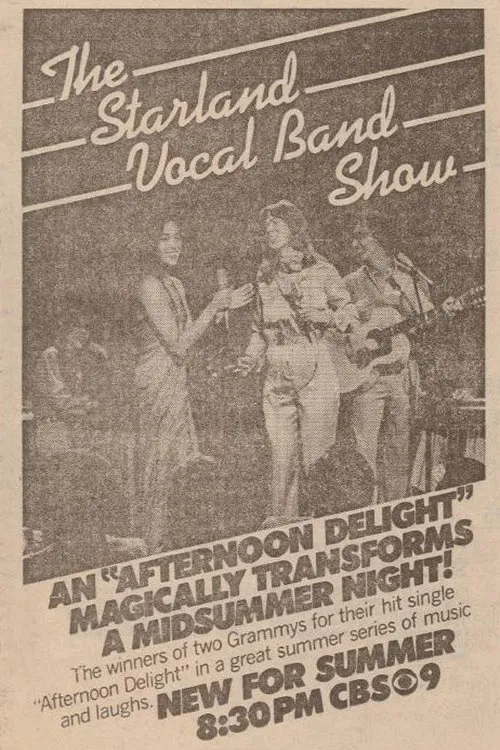 The
Starland
Vocal Band
Show
AN "AFTERNOON DELIGHT"
MAGICALLY TRANSFORMS
A MIDSUMMER NIGHT!
The winners of two Grammys for their hit single
"Afternoon Delight" in a great summer series of music
and laughs. NEW FOR SUMMER
8:30PM CBS 9